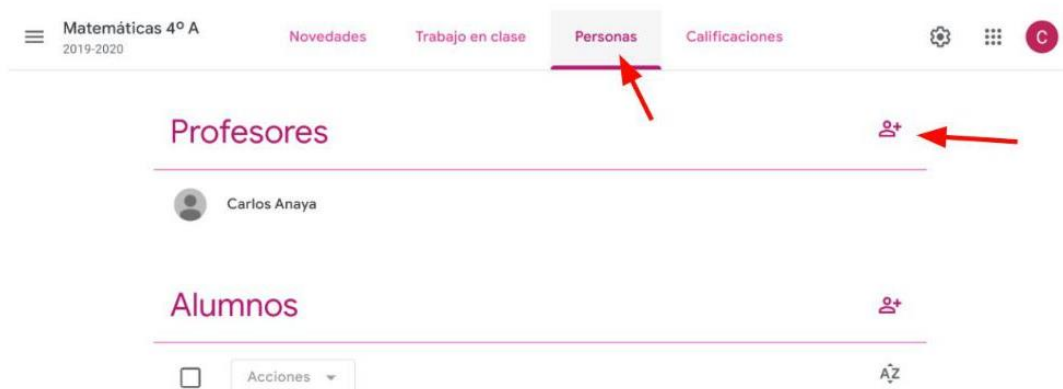 Matemáticas 4º A
2019-2020
Novedades
Trabajo en clase
Personas
Calificaciones
C
Profesores
Carlos Anaya
Alumnos
Acciones
AZ